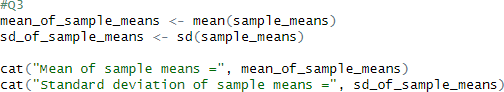 #Q3
mean_of_sample_means <- mean(sample_means)
sd_of_sample_means <- sd(sample_means)
cat("Mean of sample means =", mean_of_sample_means)
cat("Standard deviation of sample means =", sd_of_sample_means)